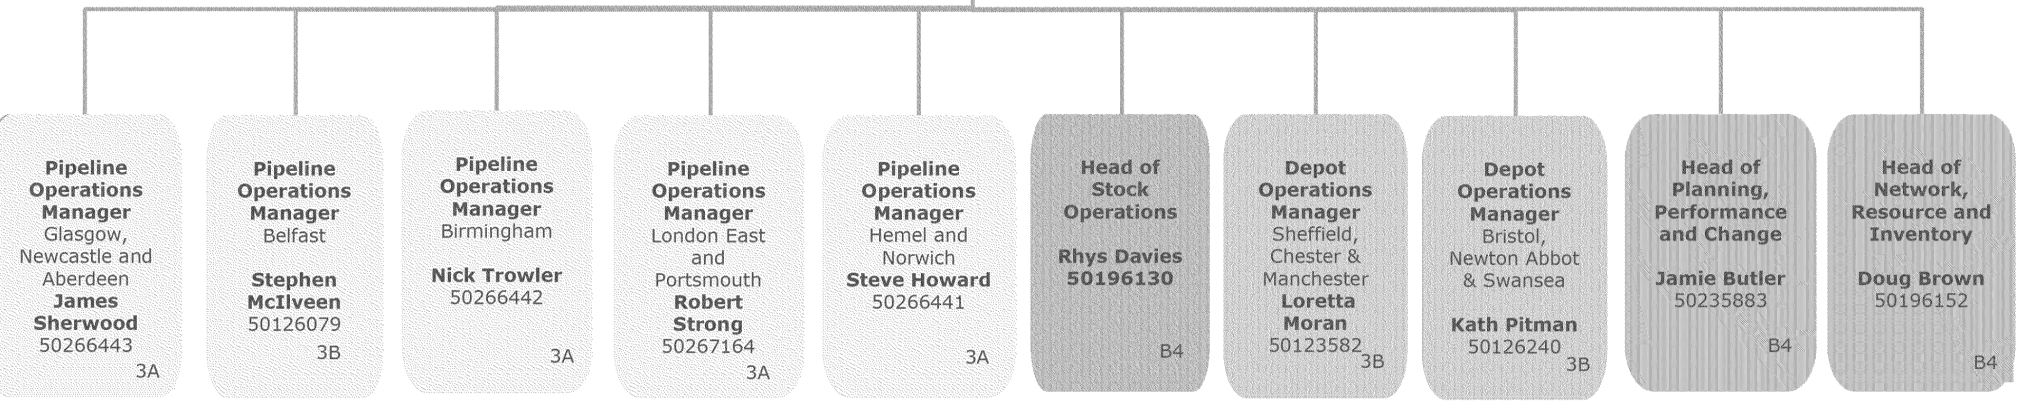 Pipeline
Operations
Manager
Glasgow,
Newcastle and
Aberdeen
James
Sherwood
50266443
3A
Pipeline
Operations
Manager
Belfast
Stephen
McIlveen
50126079
3B
Pipeline
Operations
Manager
Birmingham
Nick Trowler
50266442
3A
Pipeline
Operations
Manager
London East
and
Portsmouth
Robert
Strong
50267164
3A
Pipeline
Operations
Manager
Hemel and
Norwich
Steve Howard
50266441
3A
Head of
Stock
Operations
Rhys Davies
50196130
B4
Depot
Operations
Manager
Sheffield,
Chester &
Manchester
Loretta
Moran
50123582
3B
Depot
Operations
Manager
Bristol,
Newton Abbot
& Swansea
Kath Pitman
50126240
3B
Head of
Planning,
Performance
and Change
Jamie Butler
50235883
B4
Head of
Network,
Resource and
Inventory
Doug Brown
50196152
B4